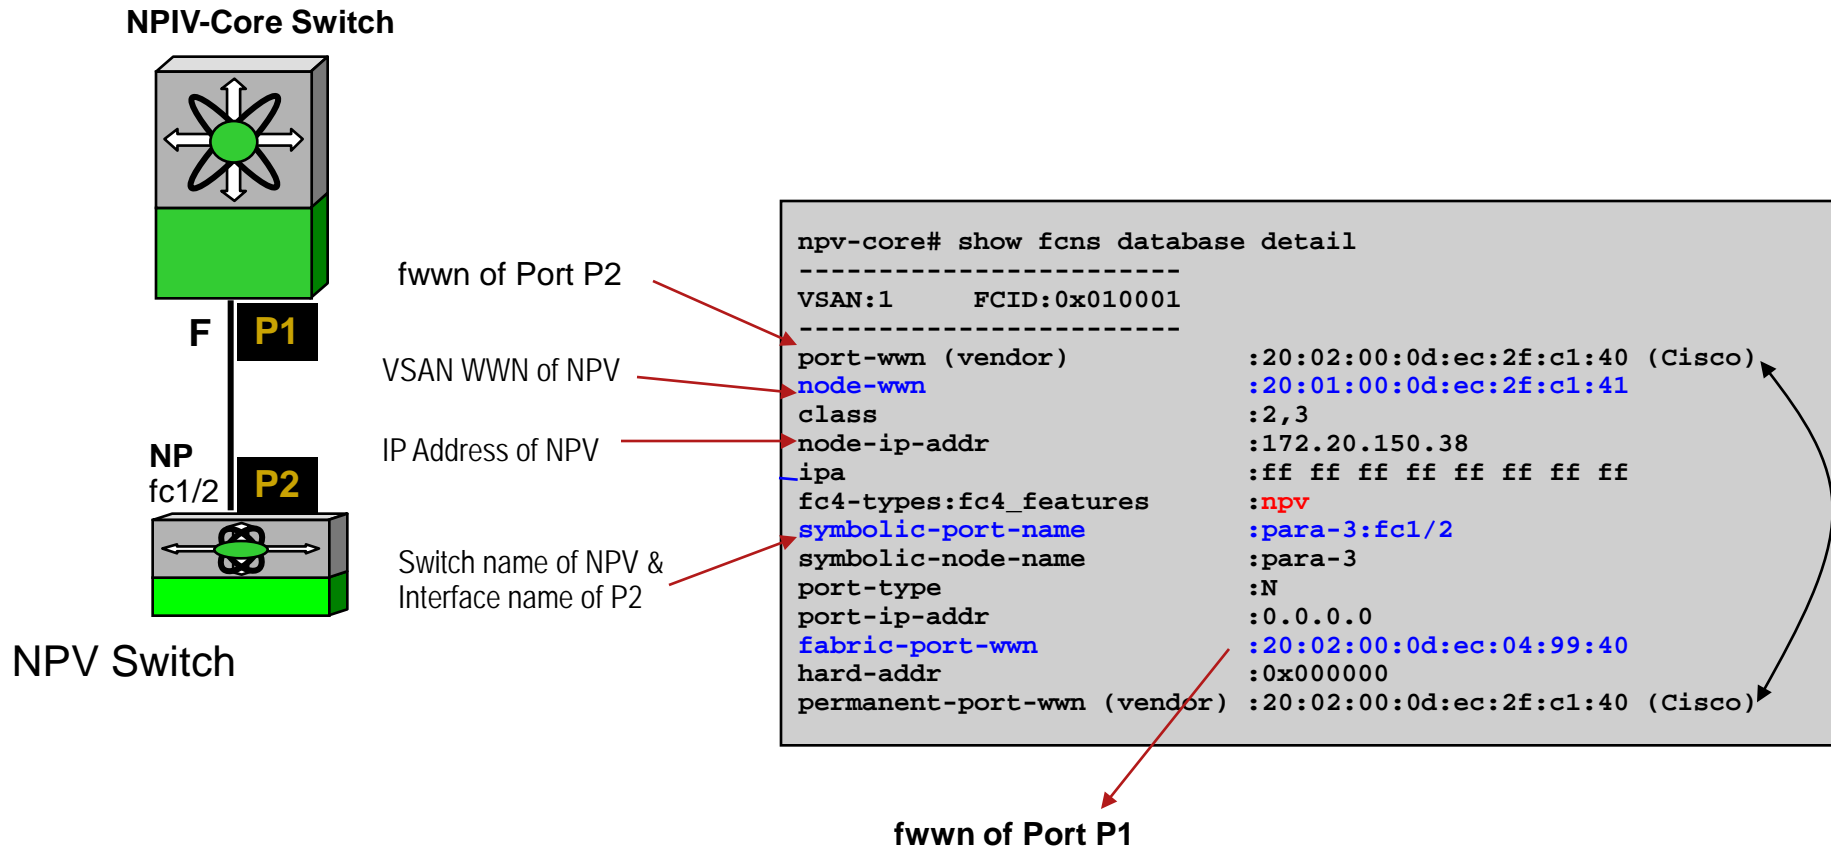 NPIV-Core Switch
F
P1
NP
fc1/2
P2
NPV Switch
fwwn of Port P2
VSAN WWN of NPV
IP Address of NPV
Switch name of NPV &
Interface name of P2
npv-core# show fcns database detail
------------------------
VSAN:1     FCID:0x010001
------------------------
port-wwn (vendor)           :20:02:00:0d:ec:2f:c1:40 (Cisco)
node-wwn                    :20:01:00:0d:ec:2f:c1:41
class                       :2,3
node-ip-addr                :172.20.150.38
ipa                         :ff ff ff ff ff ff ff ff
fc4-types:fc4_features      :npv
symbolic-port-name          :para-3:fc1/2
symbolic-node-name          :para-3
port-type                   :N
port-ip-addr                :0.0.0.0
fabric-port-wwn             :20:02:00:0d:ec:04:99:40
hard-addr                   :0x000000
permanent-port-wwn (vendor) :20:02:00:0d:ec:2f:c1:40 (Cisco)
fwwn of Port P1